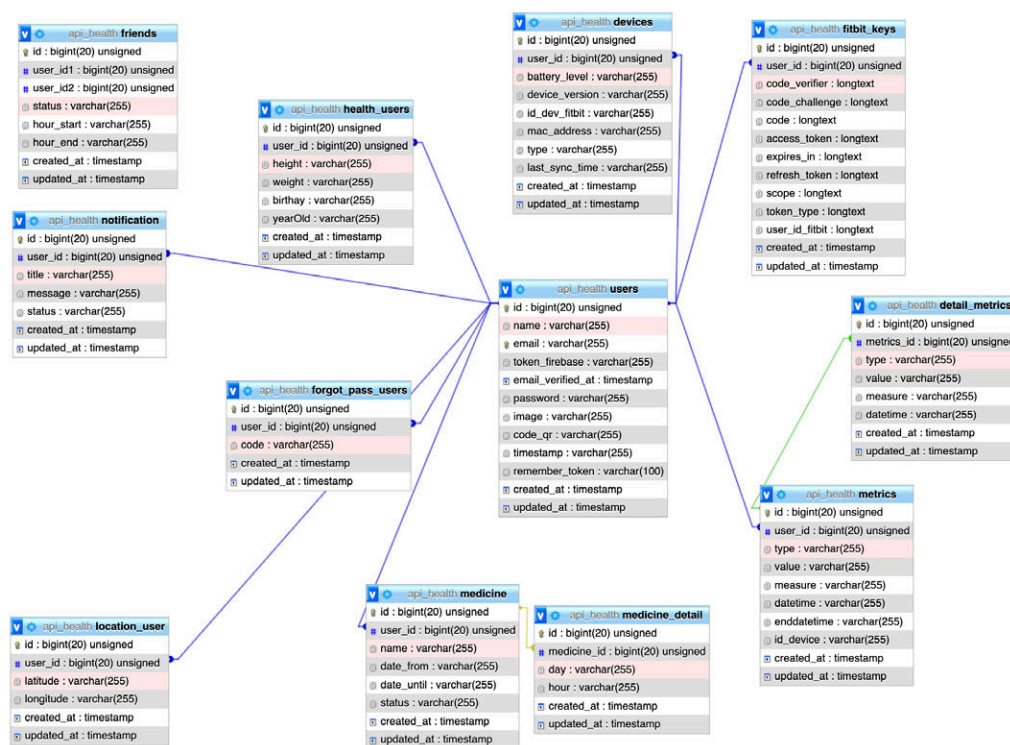 api_health friends
id : bigint(20) unsigned
user_id1 : bigint(20) unsigned
user_id2 : bigint(20) unsigned
status : varchar(255)
hour_start : varchar(255)
hour_end : varchar(255)
created_at : timestamp
updated_at : timestamp
api_health health_users
id : bigint(20) unsigned
user_id : bigint(20) unsigned
height : varchar(255)
weight : varchar(255)
birthay : varchar(255)
yearOld : varchar(255)
created_at : timestamp
updated_at : timestamp
api_health devices
id : bigint(20) unsigned
user_id : bigint(20) unsigned
battery_level : varchar(255)
device_version : varchar(255)
id_dev_fitbit : varchar(255)
mac_address : varchar(255)
type : varchar(255)
last_sync_time : varchar(255)
created_at : timestamp
updated_at : timestamp
api_health fitbit_keys
id : bigint(20) unsigned
user_id : bigint(20) unsigned
code_verifier : longtext
code_challenge : longtext
code : longtext
access_token : longtext
expires_in : longtext
refresh_token : longtext
scope : longtext
token_type : longtext
user_id_fitbit : longtext
created_at : timestamp
updated_at : timestamp
api_health notification
id : bigint(20) unsigned
user_id : bigint(20) unsigned
title : varchar(255)
message : varchar(255)
status : varchar(255)
created_at : timestamp
updated_at : timestamp
api_health users
id : bigint(20) unsigned
name : varchar(255)
email : varchar(255)
token_firebase : varchar(255)
email_verified_at : timestamp
password : varchar(255)
image : varchar(255)
code_qr : varchar(255)
timestamp : varchar(255)
remember_token : varchar(100)
created_at : timestamp
updated_at : timestamp
api_health detail_metrics
id : bigint(20) unsigned
metrics_id : bigint(20) unsigned
type : varchar(255)
value : varchar(255)
measure : varchar(255)
datetime : varchar(255)
created_at : timestamp
updated_at : timestamp
api_health forgot_pass_users
id : bigint(20) unsigned
user_id : bigint(20) unsigned
code : varchar(255)
created_at : timestamp
updated_at : timestamp
api_health metrics
id : bigint(20) unsigned
user_id : bigint(20) unsigned
type : varchar(255)
value : varchar(255)
measure : varchar(255)
datetime : varchar(255)
enddatetime : varchar(255)
id_device : varchar(255)
created_at : timestamp
updated_at : timestamp
api_health location_user
id : bigint(20) unsigned
user_id : bigint(20) unsigned
latitude : varchar(255)
longitude : varchar(255)
created_at : timestamp
updated_at : timestamp
api_health medicine
id : bigint(20) unsigned
user_id : bigint(20) unsigned
name : varchar(255)
date_from : varchar(255)
date_until : varchar(255)
status : varchar(255)
created_at : timestamp
updated_at : timestamp
api_health medicine_detail
id : bigint(20) unsigned
medicine_id : bigint(20) unsigned
day : varchar(255)
hour : varchar(255)
created_at : timestamp
updated_at : timestamp